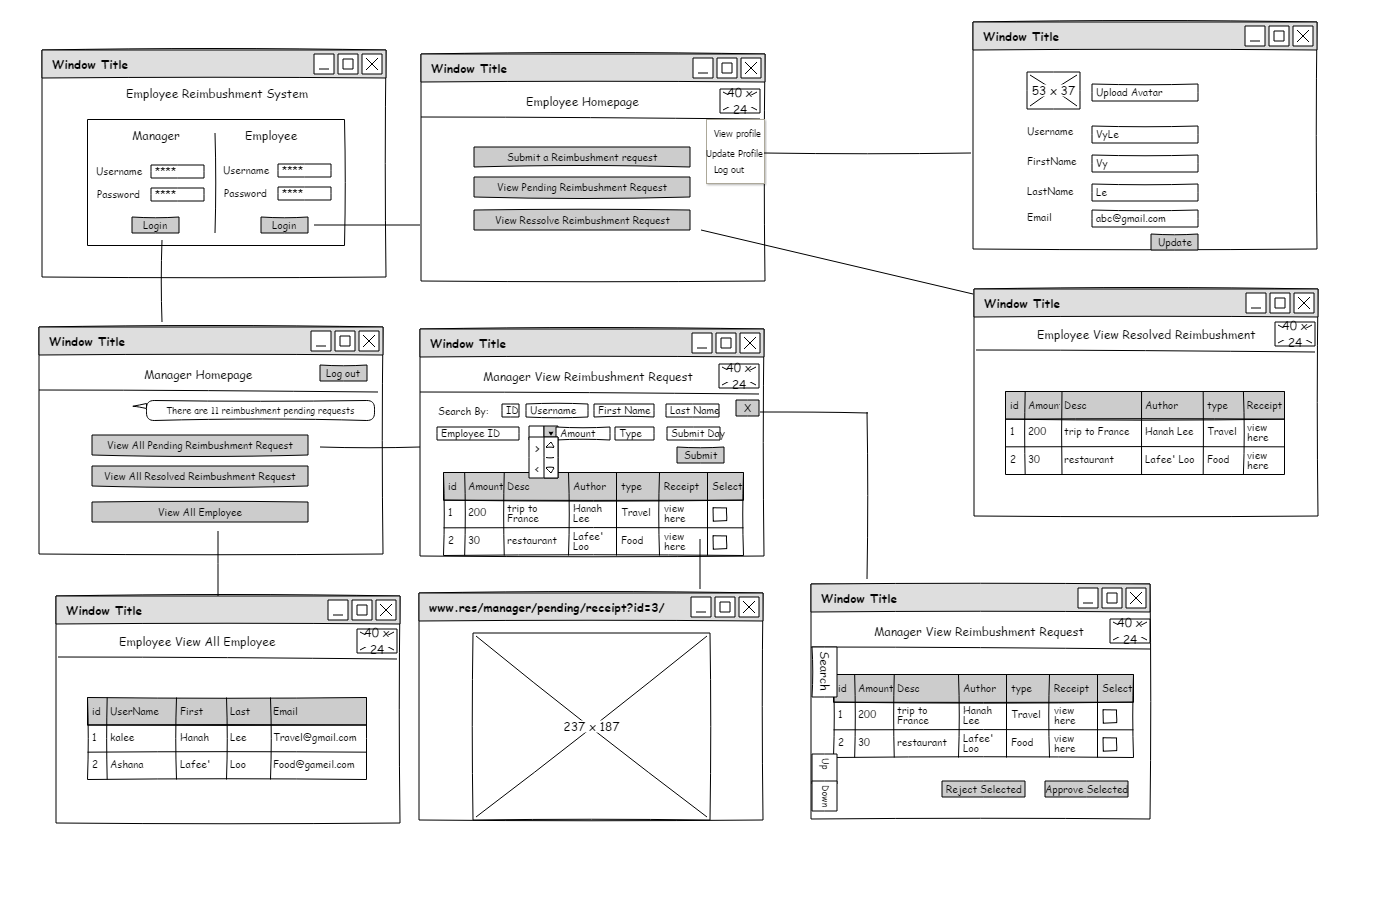 Window Title
Employee Reimbushment System
Manager
Employee
Username ****
Username ****
Password ****
Password ****
Login
Login
Window Title
Employee Homepage
40 x
24
View profile
Update Profile
Log out
Submit a Reimbushment request
View Pending Reimbushment Request
View Ressolve Reimbushment Request
Window Title
53 x 37
Upload Avatar
Username VyLe
FirstName Vy
LastName Le
Email abc@gmail.com
Update
Window Title
Manager Homepage
Log out
There are 11 reimbushment pending requests
View All Pending Reimbushment Request
View All Resolved Reimbushment Request
View All Employee
Window Title
Manager View Reimbushment Request
40 x
24
Search By: ID Username First Name Last Name X
Employee ID Amount Type Submit Day
>
<
Submit
id Amount Desc Author type Receipt Select
1 200 trip to France Hanah Lee Travel view here
2 30 restaurant Lafee' Loo Food view here
Window Title
Employee View Resolved Reimbushment
40 x
24
id Amoun Desc Author type Receipt
1 200 trip to France Hanah Lee Travel view here
2 30 restaurant Lafee' Loo Food view here
Window Title
Employee View All Employee
40 x
24
id UserName First Last Email
1 kalee Hanah Lee Travel@gmail.com
2 Ashana Lafee' Loo Food@gameil.com
www.res/manager/pending/receipt?id=3/
237 x 187
Window Title
Manager View Reimbushment Request
40 x
24
Search
id Amount Desc Author type Receipt Select
1 200 trip to France Hanah Lee Travel view here
2 30 restaurant Lafee' Loo Food view here
Up
Down
Reject Selected
Approve Selected